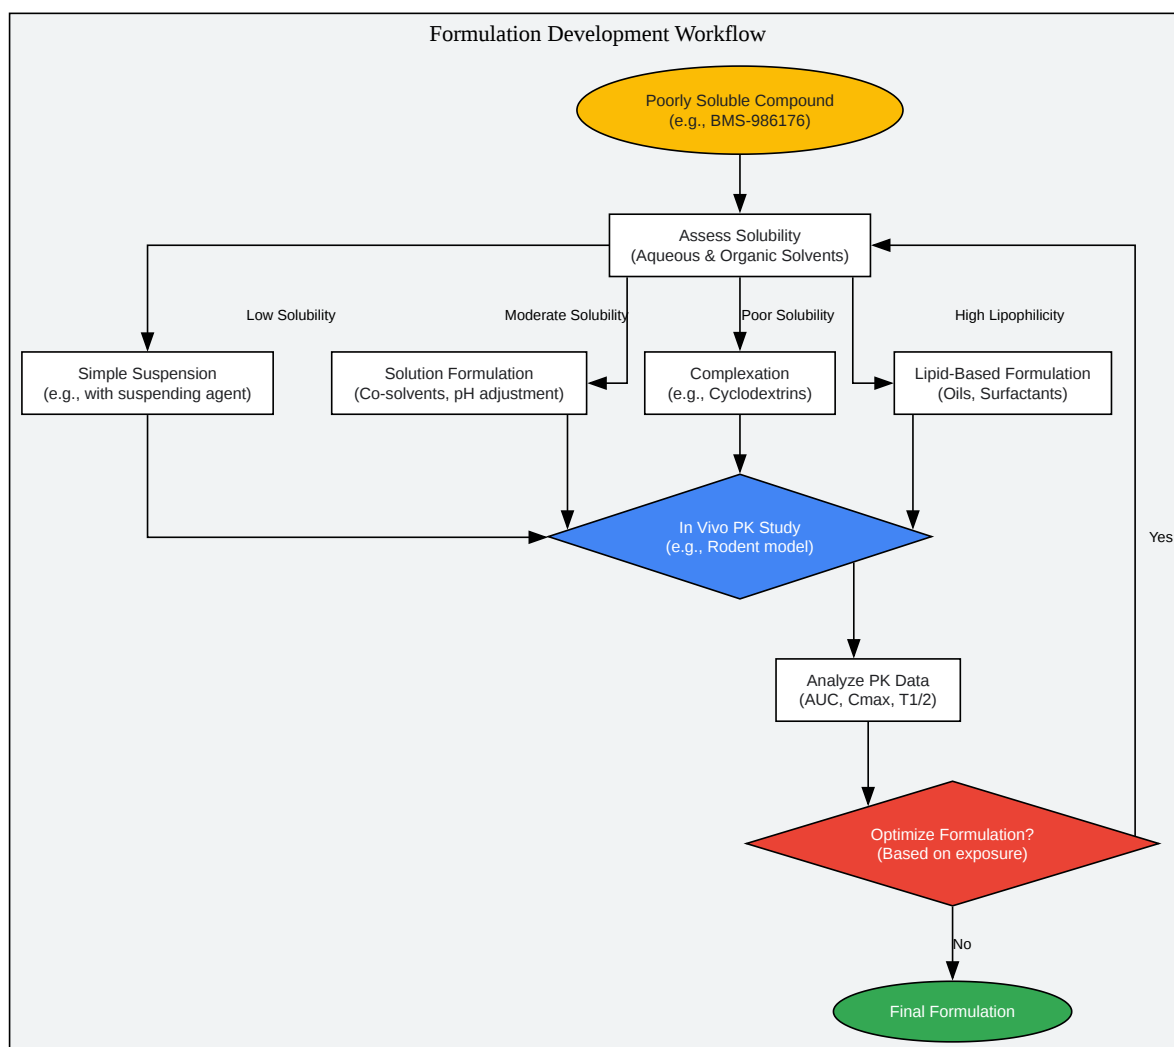 Formulation Development Workflow
Poorly Soluble Compound
(e.g., BMS-986176)
Assess Solubility
(Aqueous & Organic Solvents)
Low Solubility
Moderate Solubility
Poor Solubility
High Lipophilicity
Simple Suspension
(e.g., with suspending agent)
Solution Formulation
(Co-solvents, pH adjustment)
Complexation
(e.g., Cyclodextrins)
Lipid-Based Formulation
(Oils, Surfactants)
In Vivo PK Study
(e.g., Rodent model)
Yes
Analyze PK Data
(AUC, Cmax, T1/2)
Optimize Formulation?
(Based on exposure)
No
Final Formulation